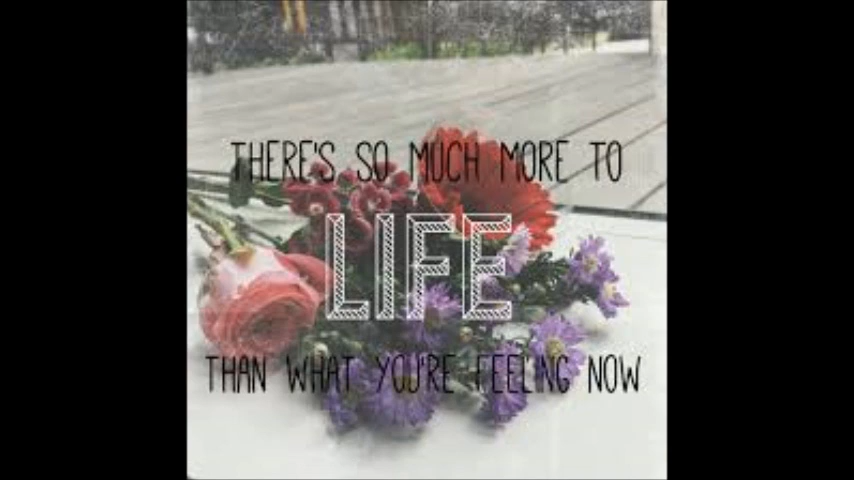 THERE'S SO MUCH MORE TO
LIFE
THAN WHAT YOU'RE FEELING NOW